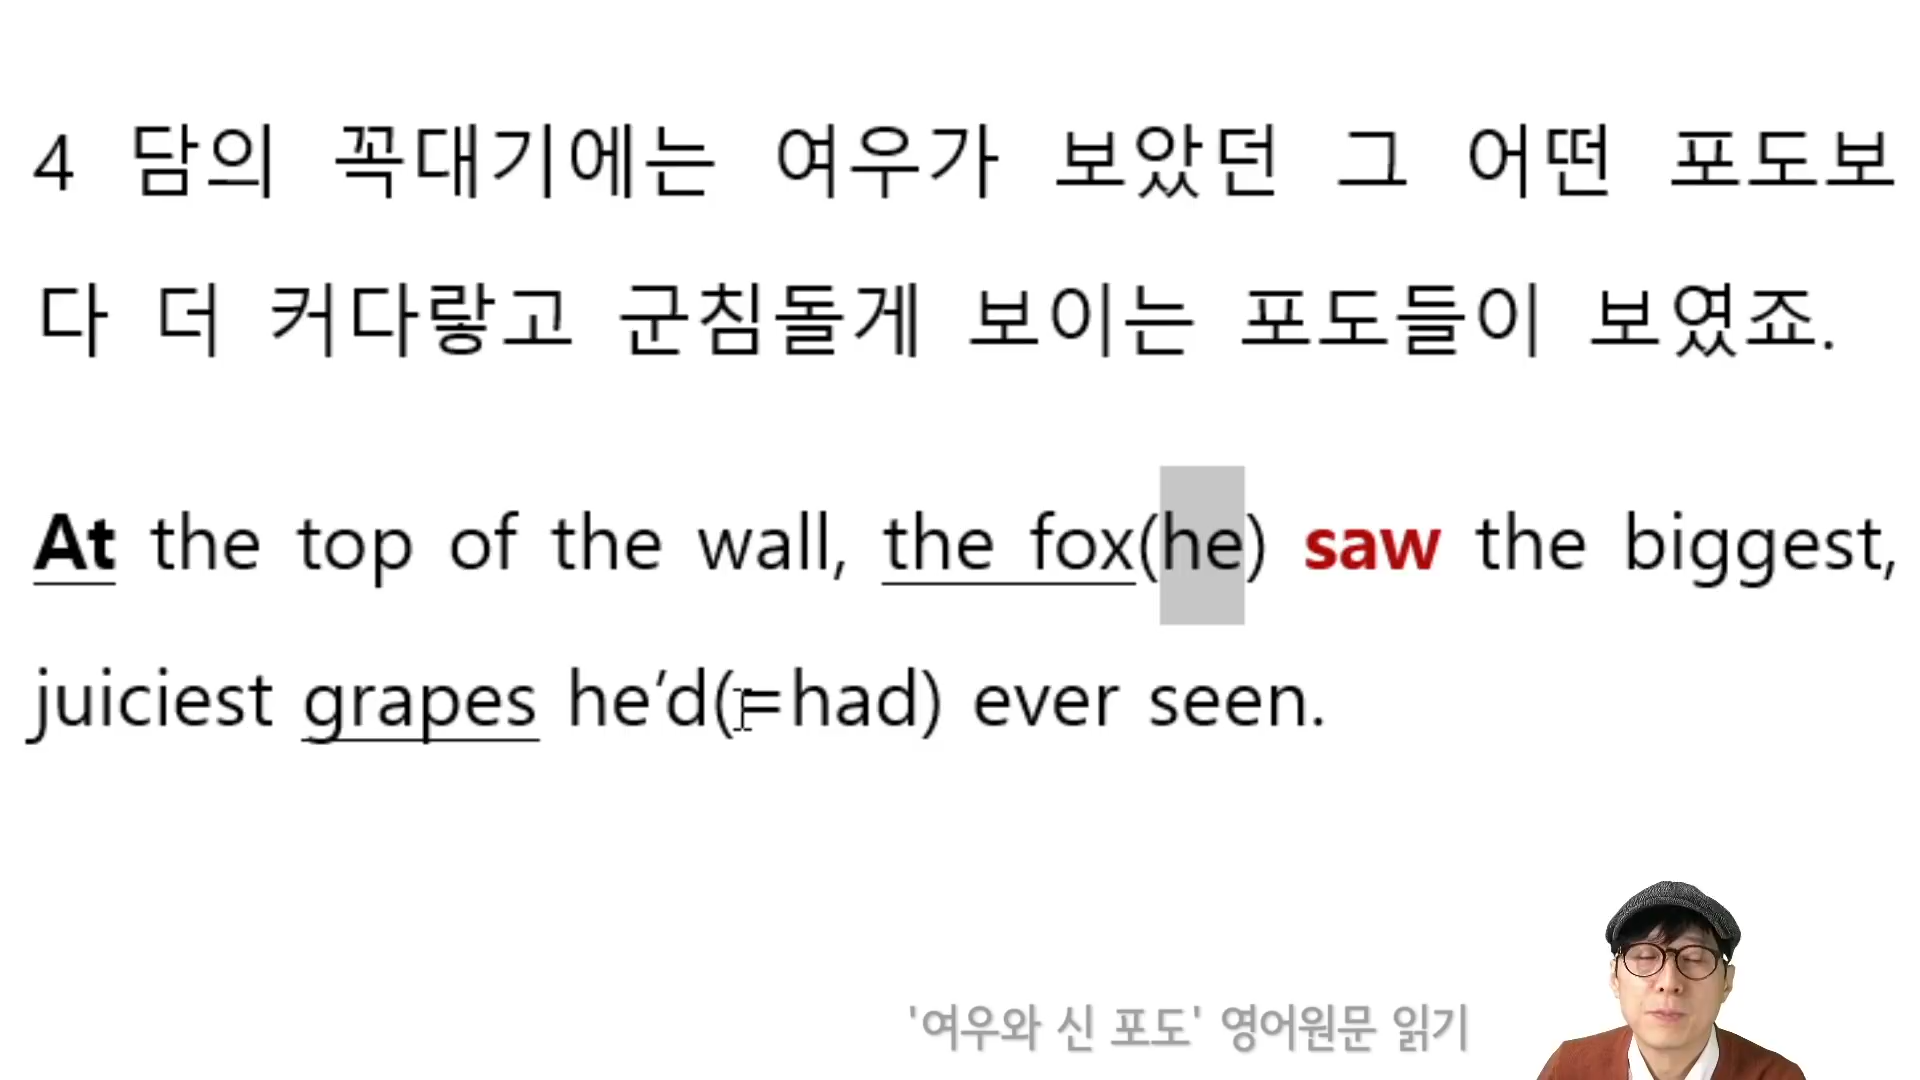 4 담의 꼭대기에는 여우가 보았던 그 어떤 포도보
다 더 커다랗고 군침돌게 보이는 포도들이 보였죠.
At the top of the wall, the fox(he) saw the biggest,
juiciest grapes he’d(=had) ever seen.
'여우와 신 포도' 영어원문 읽기